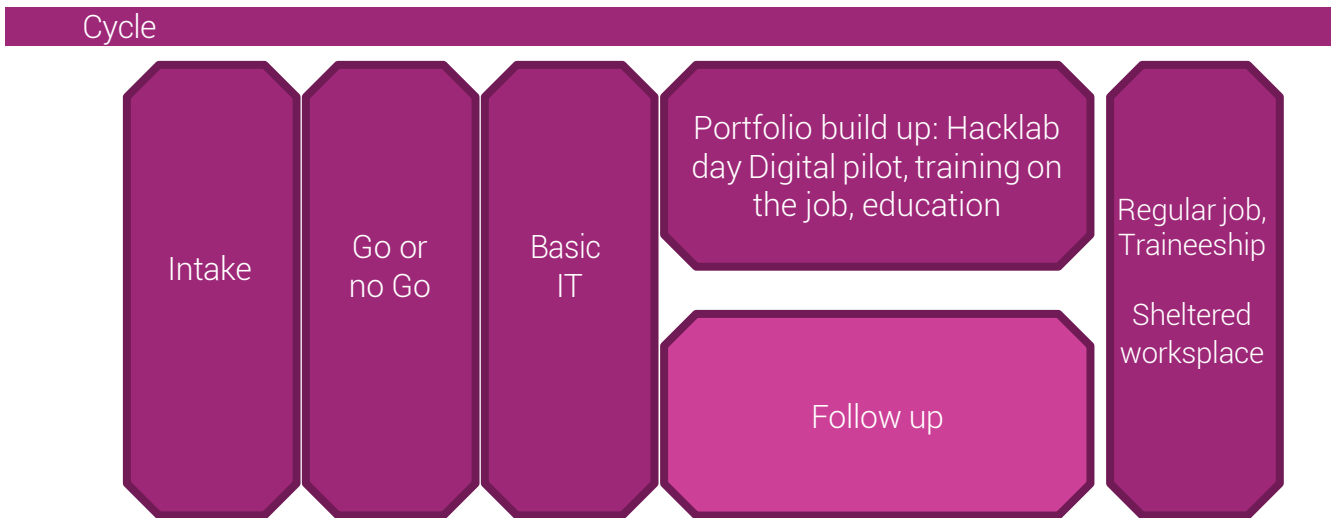 Cycle
Intake
Go or
no Go
Basic
IT
Portfolio build up: Hacklab
day Digital pilot, training on
the job, education
Follow up
Regular job,
Traineeship
Sheltered
worksplace